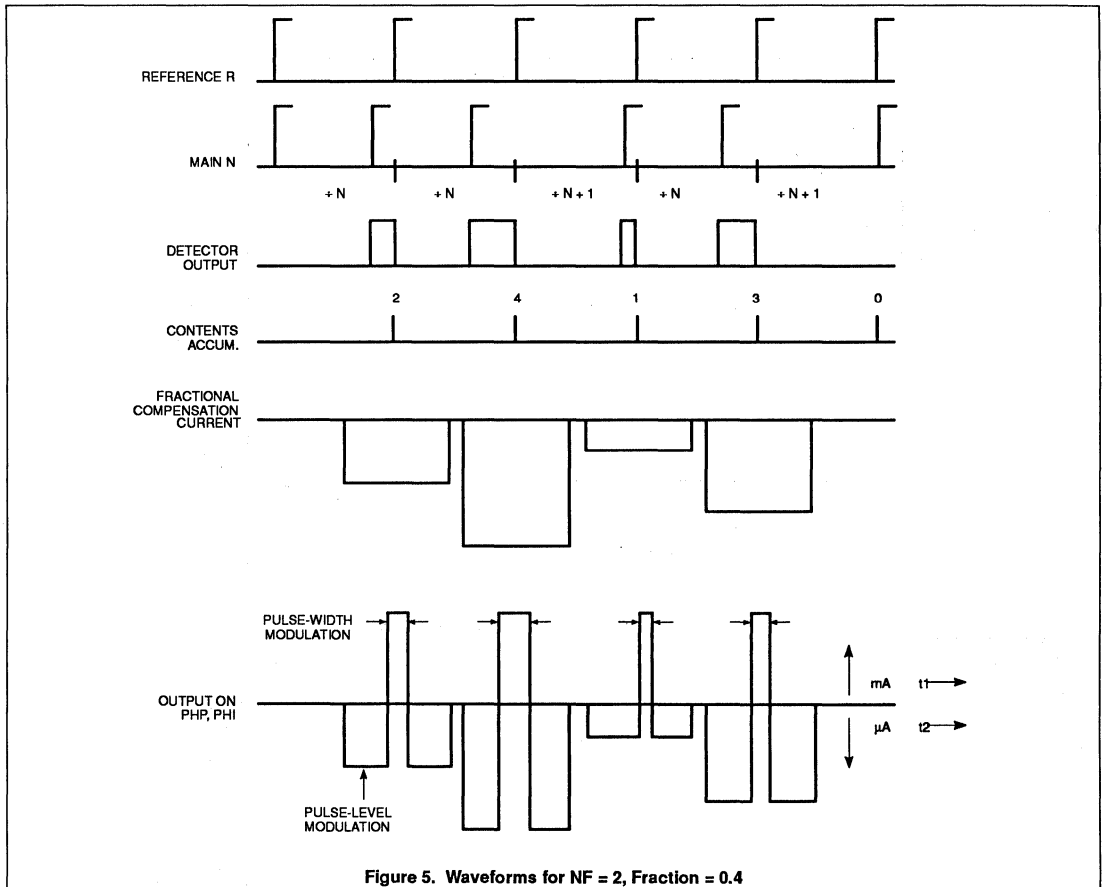 REFERENCE R
MAIN N
÷ N ÷ N ÷ N + 1 ÷ N ÷ N + 1
DETECTOR
OUTPUT
2 4 1 3 0
CONTENTS
ACCUM.
FRACTIONAL
COMPENSATION
CURRENT
PULSE-WIDTH
MODULATION
mA t1
OUTPUT ON
PHP, PHI
µA t2
PULSE-LEVEL
MODULATION
Figure 5. Waveforms for NF = 2, Fraction = 0.4